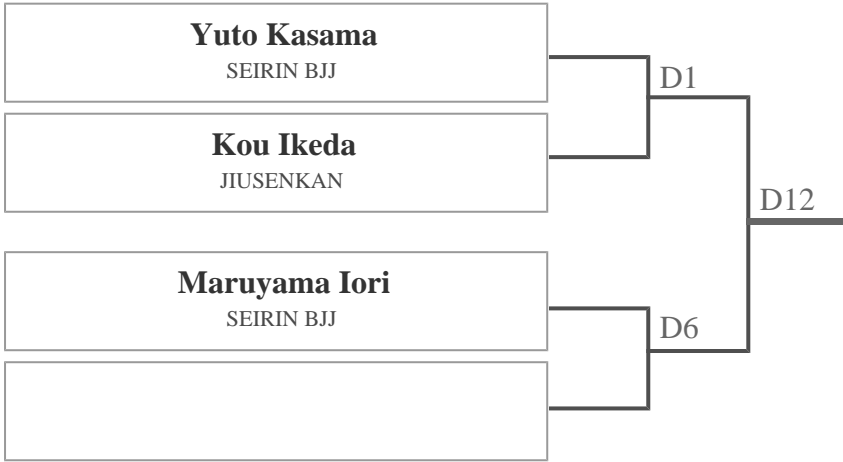 Yuto Kasama
SEIRIN BJJ
D1
Kou Ikeda
JIUSENKAN
D12
Maruyama Iori
SEIRIN BJJ
D6